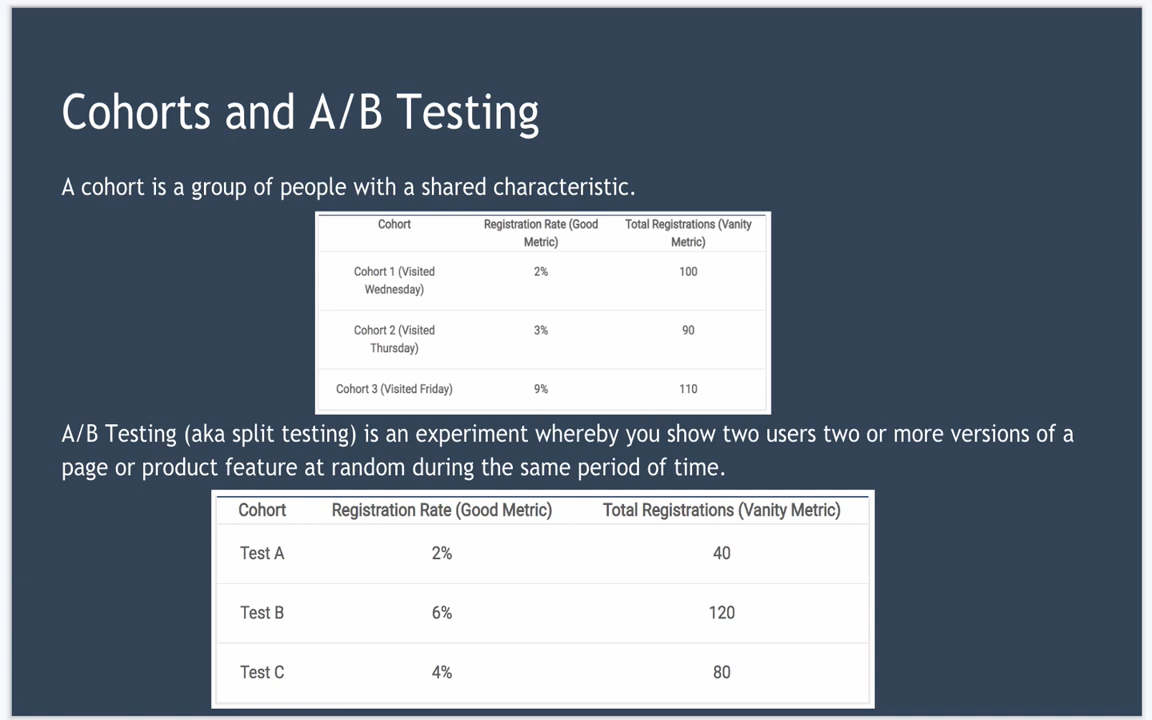 Cohorts and A/B Testing
A cohort is a group of people with a shared characteristic.
Cohort Registration Rate (Good Metric) Total Registrations (Vanity Metric)
Cohort 1 (Visited Wednesday) 2% 100
Cohort 2 (Visited Thursday) 3% 90
Cohort 3 (Visited Friday) 9% 110
A/B Testing (aka split testing) is an experiment whereby you show two users two or more versions of a
page or product feature at random during the same period of time.
Cohort Registration Rate (Good Metric) Total Registrations (Vanity Metric)
Test A 2% 40
Test B 6% 120
Test C 4% 80